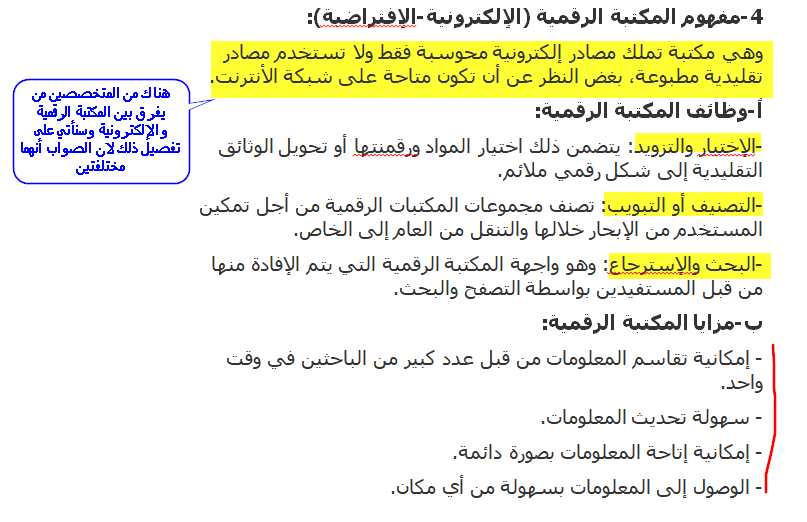 4-مفهوم المكتبة الرقمية (الإلكترونية-الإفتراضية):
وهي مكتبة تملك مصادر إلكترونية محوسبة فقط ولا تستخدم مصادر
تقليدية مطبوعة، بغض النظر عن أن تكون متاحة على شبكة الأنترنت.
هناك من المتخصصين من
يفرق بين المكتبة الرقمية
والإلكترونية وسنأتي على
تفصيل ذلك لان الصواب أنهما
مختلفتين
أ-وظائف المكتبة الرقمية:
-الإختيار والتزويد: يتضمن ذلك اختيار المواد ورقمنتها أو تحويل الوثائق
التقليدية إلى شكل رقمي ملائم.
-التصنيف أو التبويب: تصنف مجموعات المكتبات الرقمية من أجل تمكين
المستخدم من الإبحار خلالها والتنقل من العام إلى الخاص.
-البحث والإسترجاع: وهو واجهة المكتبة الرقمية التي يتم الإفادة منها
من قبل المستفيدين بواسطة التصفح والبحث.
ب-مزايا المكتبة الرقمية:
- إمكانية تقاسم المعلومات من قبل عدد كبير من الباحثين في وقت
واحد.
- سهولة تحديث المعلومات.
- إمكانية إتاحة المعلومات بصورة دائمة.
- الوصول إلى المعلومات بسهولة من أي مكان.